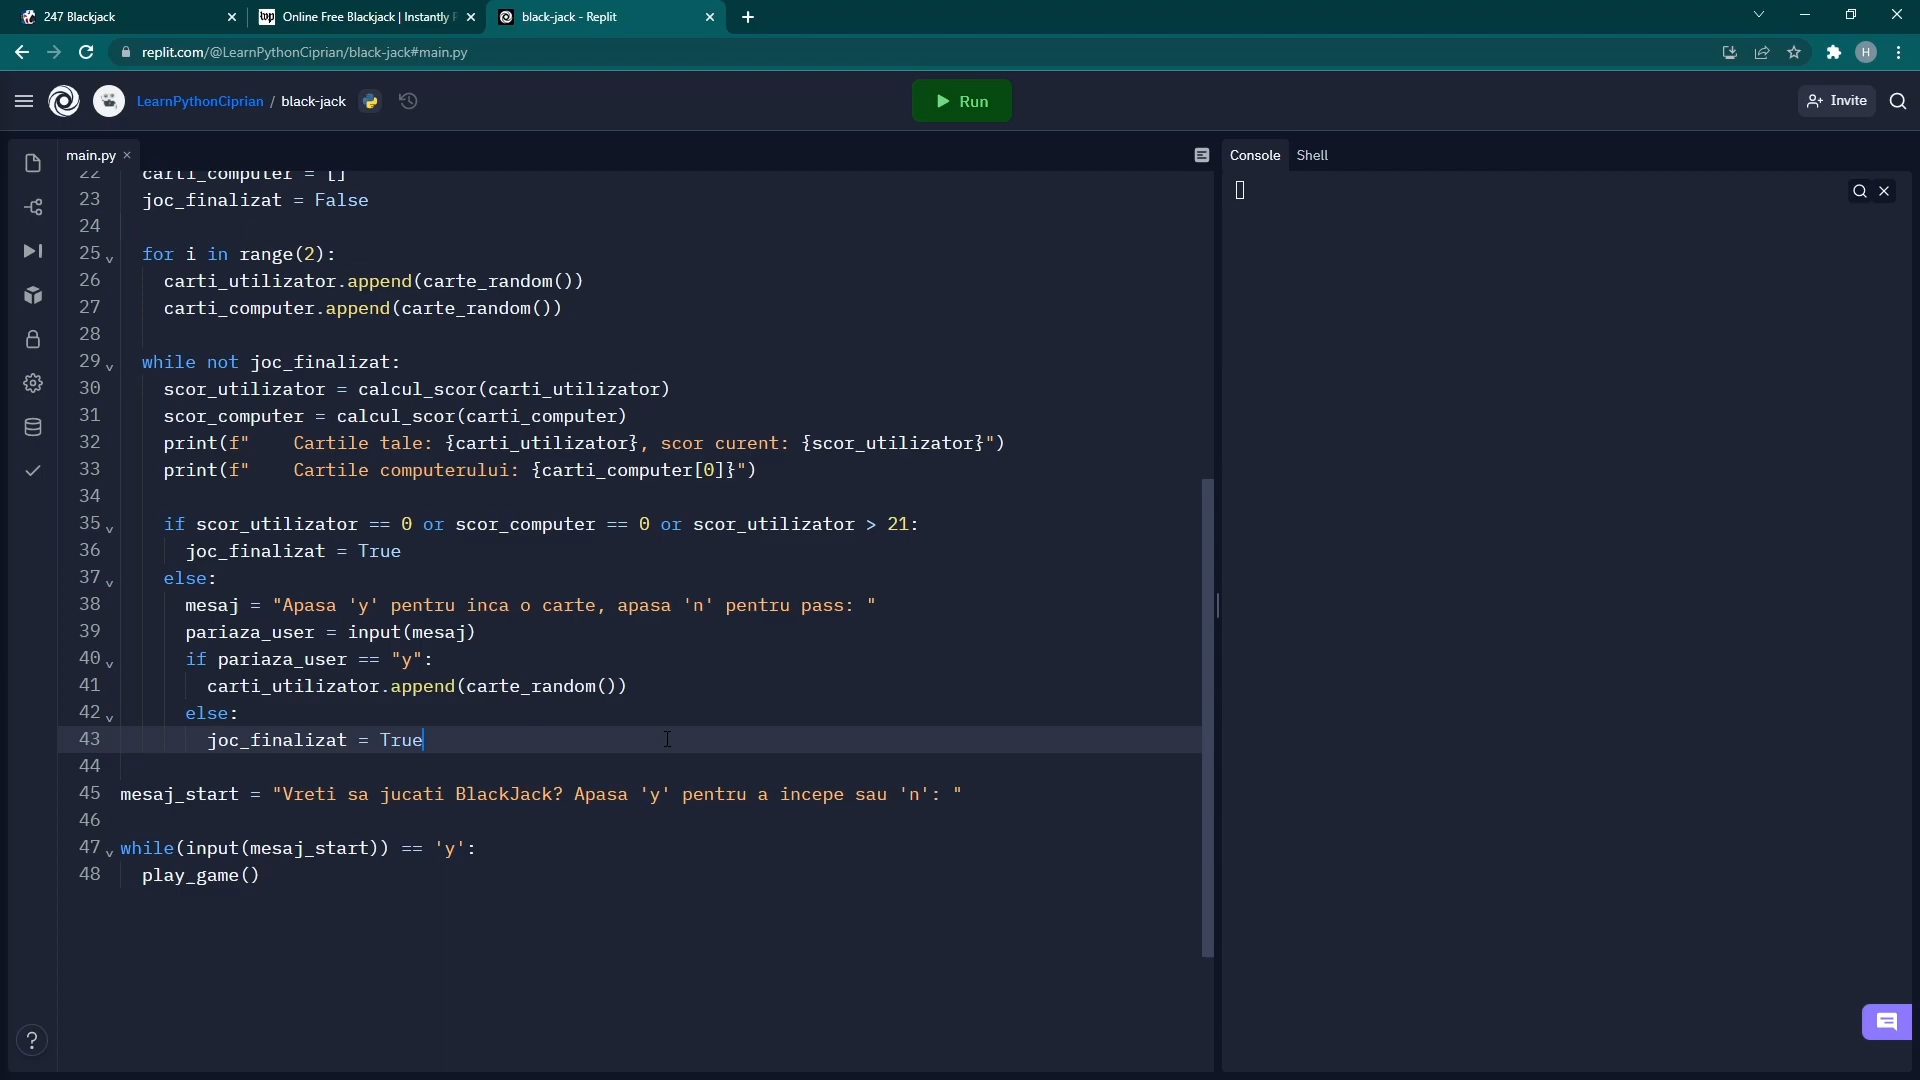 247 Blackjack
Online Free Blackjack | Instantly P
black-jack - Replit
replit.com/@LearnPythonCiprian/black-jack#main.py
H
LearnPythonCiprian / black-jack
Run
Invite
main.py
Console
Shell
22 carti_computer = []
23 joc_finalizat = False
24
25 for i in range(2):
26 carti_utilizator.append(carte_random())
27 carti_computer.append(carte_random())
28
29 while not joc_finalizat:
30 scor_utilizator = calcul_scor(carti_utilizator)
31 scor_computer = calcul_scor(carti_computer)
32 print(f"    Cartile tale: {carti_utilizator}, scor curent: {scor_utilizator}")
33 print(f"    Cartile computerului: {carti_computer[0]}")
34
35 if scor_utilizator == 0 or scor_computer == 0 or scor_utilizator > 21:
36 joc_finalizat = True
37 else:
38 mesaj = "Apasa 'y' pentru inca o carte, apasa 'n' pentru pass: "
39 pariaza_user = input(mesaj)
40 if pariaza_user == "y":
41 carti_utilizator.append(carte_random())
42 else:
43 joc_finalizat = True
44
45 mesaj_start = "Vreti sa jucati BlackJack? Apasa 'y' pentru a incepe sau 'n': "
46
47 while(input(mesaj_start)) == 'y':
48 play_game()
?